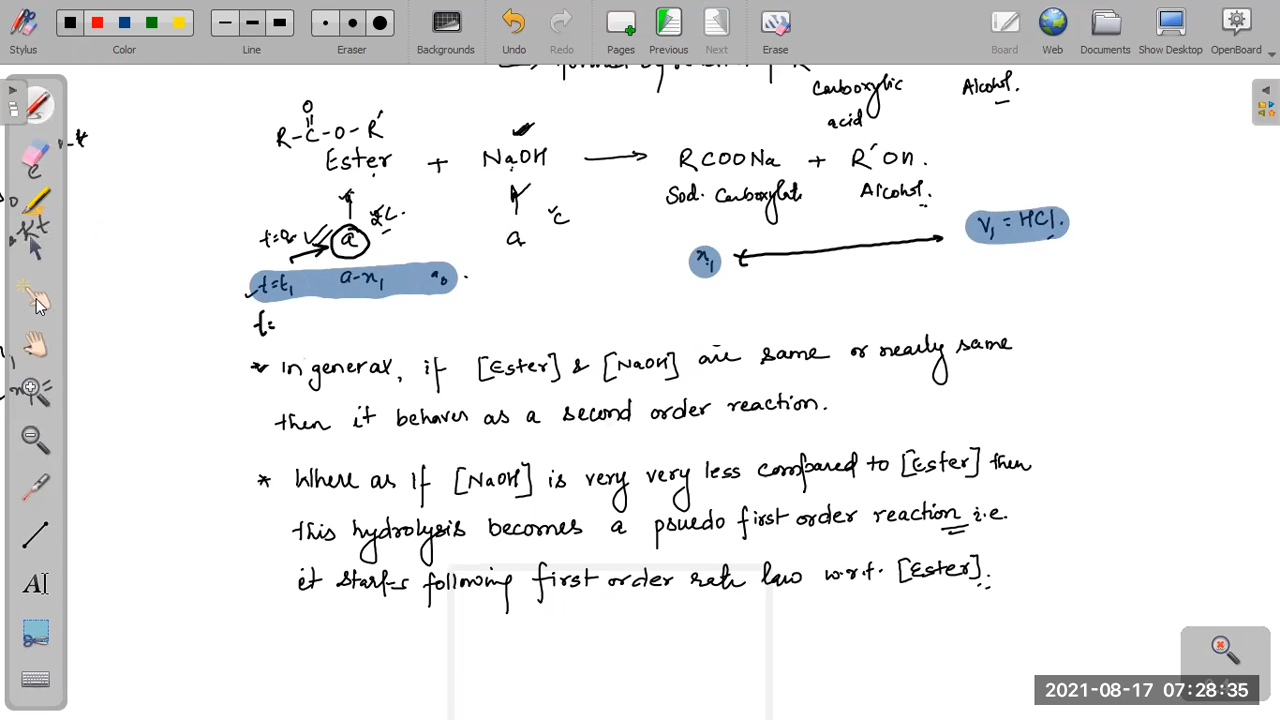 Stylus Color Line Eraser Backgrounds Undo Redo Pages Previous Next Erase Board Web Documents Show Desktop OpenBoard
Carboxylic Alcohol.
acid
O
R-C-O-R'
Ester + NaOH → RCOONa + R'OH.
Sod. Carboxylate Alcohol.
C
t=0 a a V1 = HCl.
x1
t=t1 a-x1
t=
* In general, if [Ester] & [NaOH] are same or nearly same
then it behaves as a second order reaction.
* Where as if [NaOH] is very very less compared to [Ester] then
this hydrolysis becomes a psuedo first order reaction i.e.
it starts following first order rate law w.r.t. [Ester].
2021-08-17 07:28:35